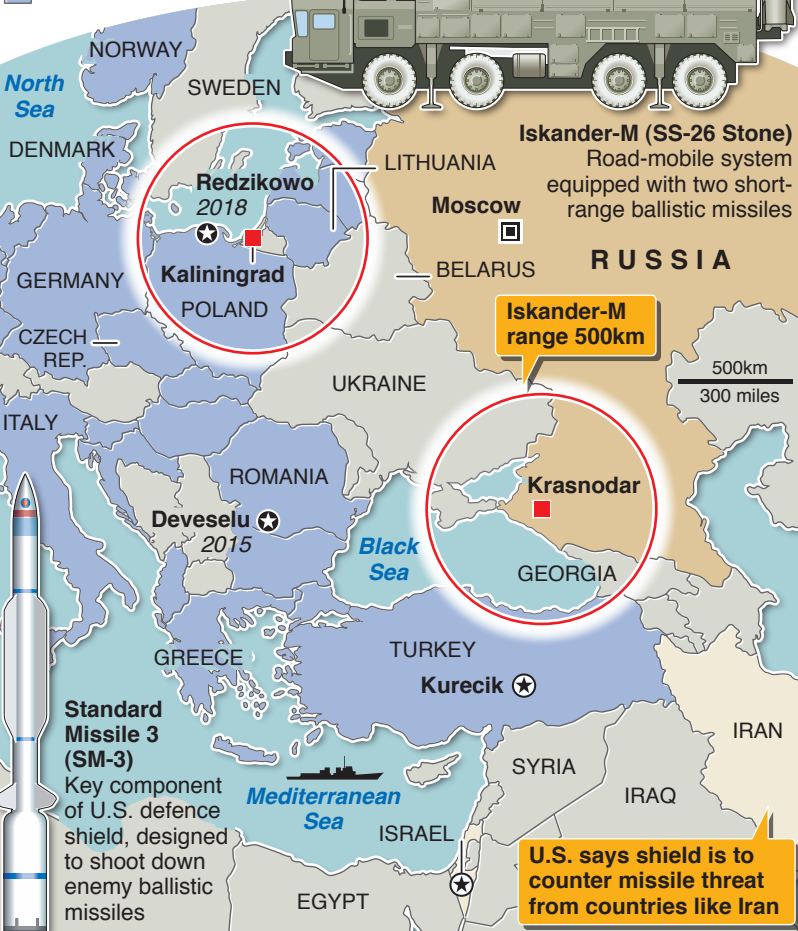 NORWAY
North
Sea
SWEDEN
DENMARK
Iskander-M (SS-26 Stone)
Road-mobile system
equipped with two short-
range ballistic missiles
LITHUANIA
Redzikowo
2018
Moscow
RUSSIA
Kaliningrad
BELARUS
GERMANY
POLAND
Iskander-M
range 500km
CZECH
REP.
500km
300 miles
UKRAINE
ITALY
ROMANIA
Krasnodar
Deveselu
2015
Black
Sea
GEORGIA
GREECE
TURKEY
Kurecik
Standard
Missile 3
(SM-3)
Key component
of U.S. defence
shield, designed
to shoot down
enemy ballistic
missiles
IRAN
SYRIA
IRAQ
Mediterranean
Sea
ISRAEL
EGYPT
U.S. says shield is to
counter missile threat
from countries like Iran